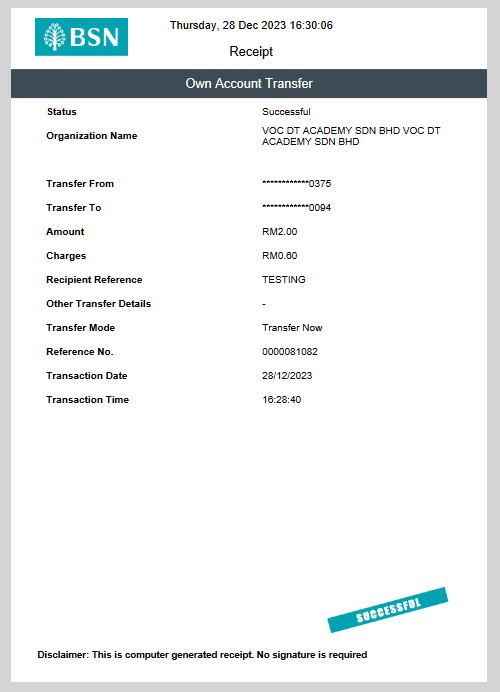 BSN
Thursday, 28 Dec 2023 16:30:06
Receipt
Own Account Transfer
Status Successful
Organization Name VOC DT ACADEMY SDN BHD VOC DT
ACADEMY SDN BHD
Transfer From ************0375
Transfer To ************0094
Amount RM2.00
Charges RM0.60
Recipient Reference TESTING
Other Transfer Details -
Transfer Mode Transfer Now
Reference No. 0000081082
Transaction Date 28/12/2023
Transaction Time 16:28:40
SUCCESSFUL
Disclaimer: This is computer generated receipt. No signature is required